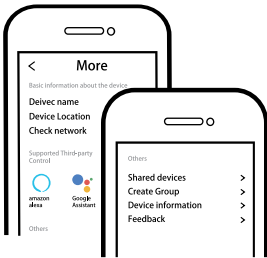 <
More
Basic information about the device
Deivec name
Device Location
Check network
Supported Third-party
Control
amazon
alexa
Google
Assistant
Others
Others
Shared devices >
Create Group >
Device information >
Feedback >